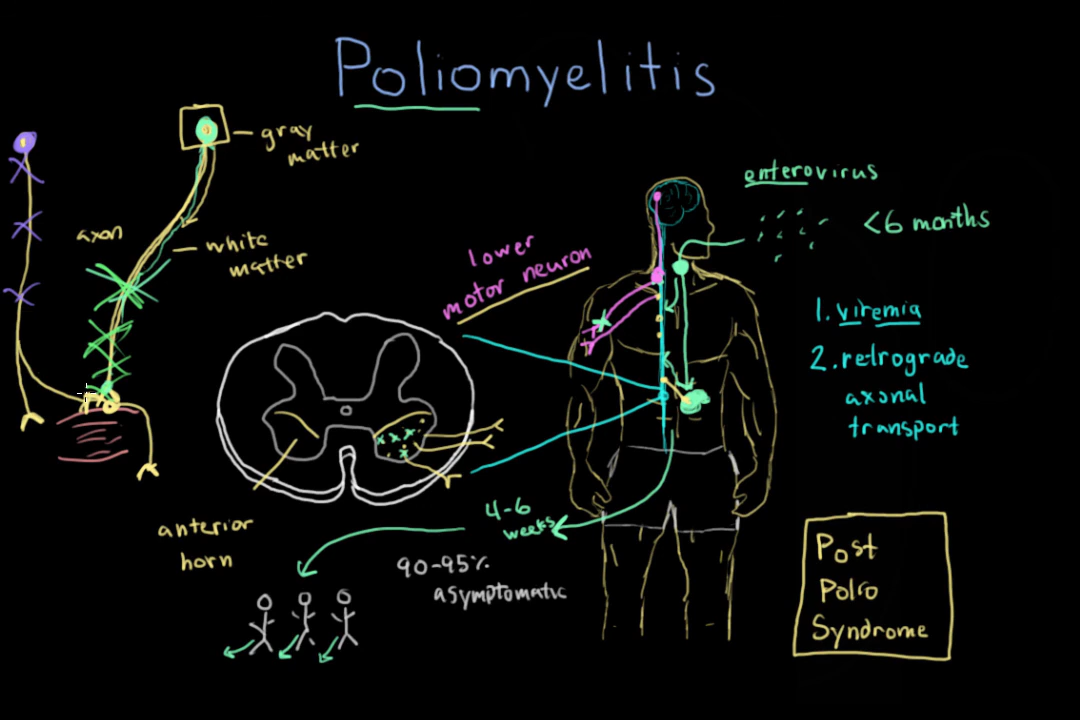 Poliomyelitis
gray
matter
axon
white
matter
lower
motor neuron
enterovirus
<6 months
1. viremia
2. retrograde
axonal
transport
anterior
horn
4-6
weeks
90-95%
asymptomatic
Post
Polio
Syndrome